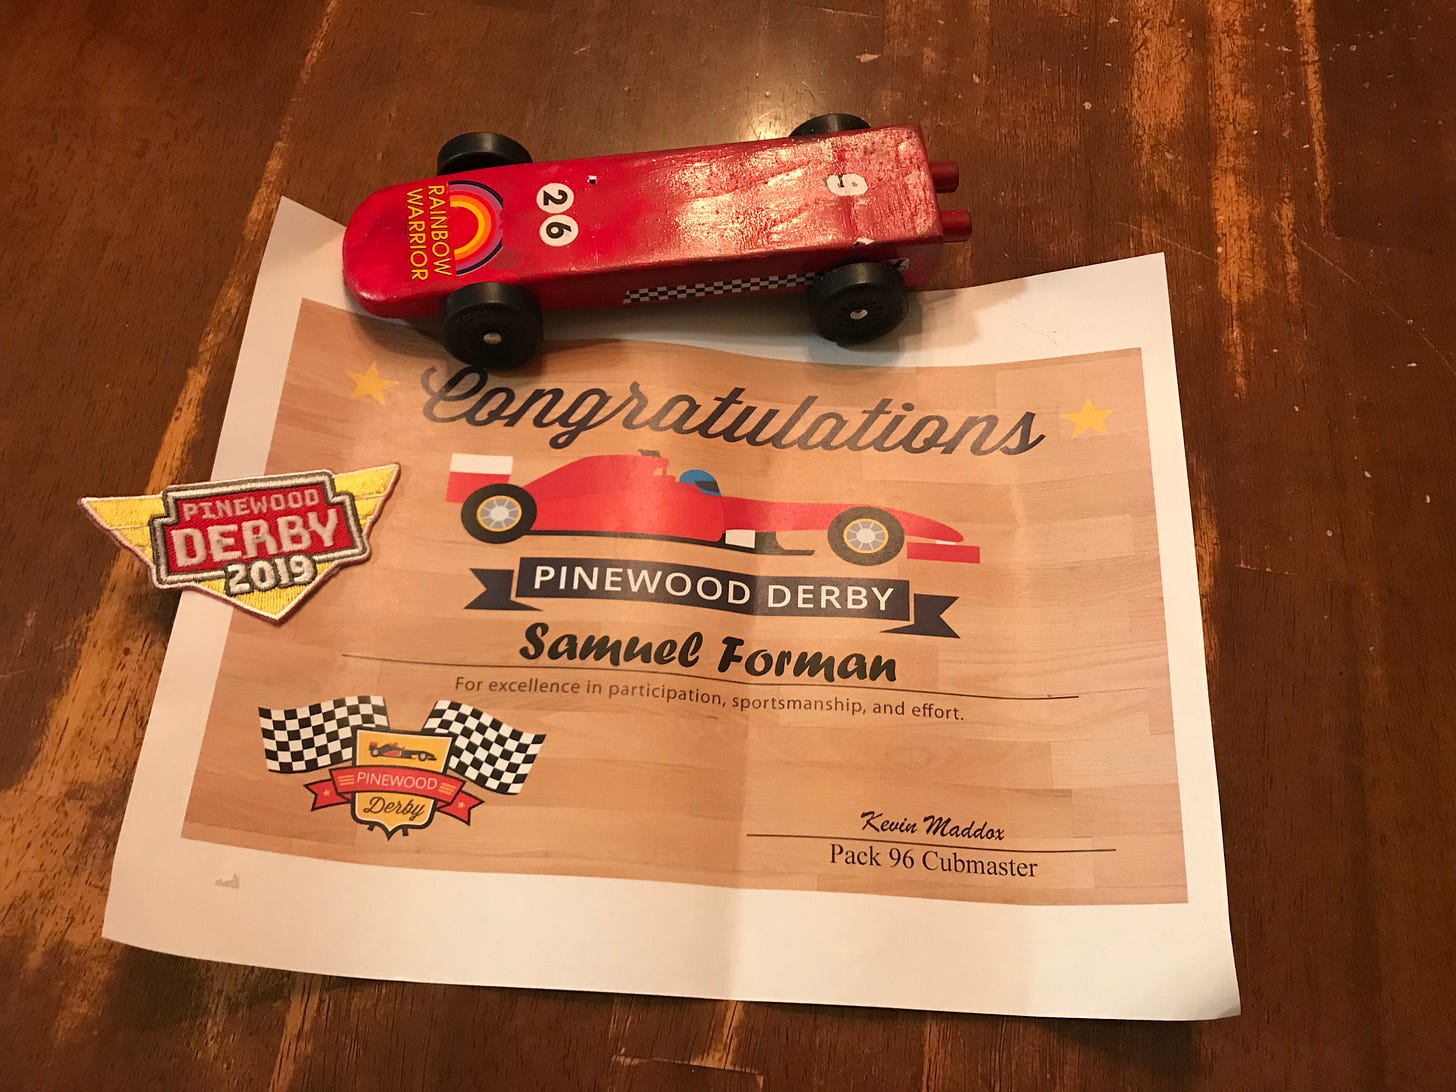 RAINBOW
WARRIOR
26
9
Congratulations
PINEWOOD DERBY
Samuel Forman
For excellence in participation, sportsmanship, and effort.
PINEWOOD
DERBY
2019
PINEWOOD
Derby
Kevin Maddox
Pack 96 Cubmaster